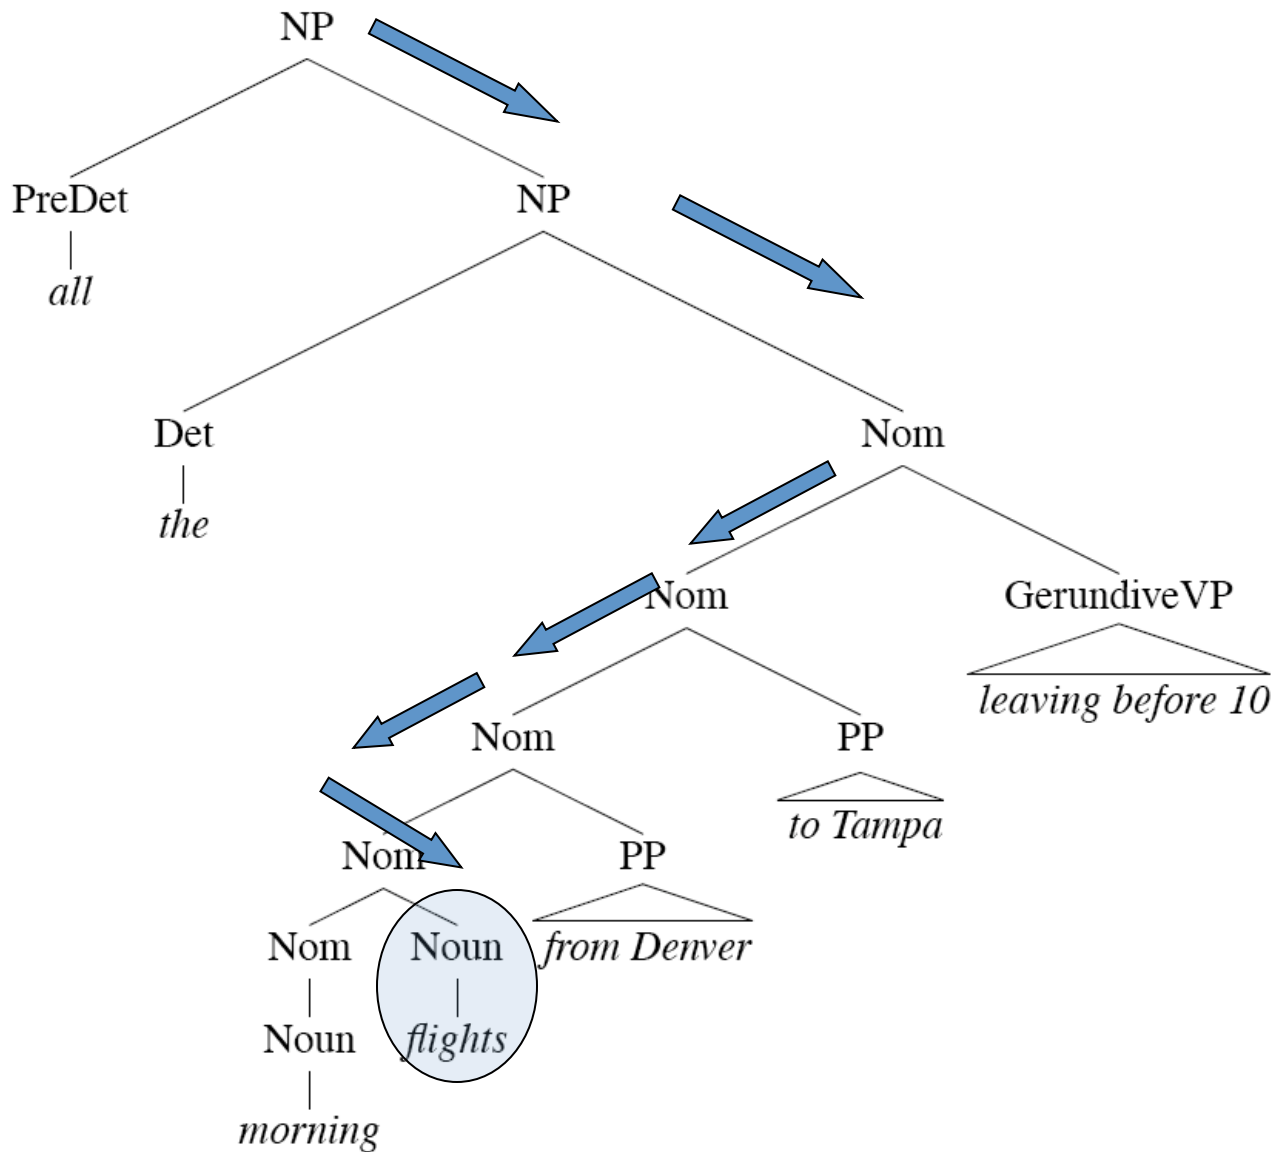 NP
PreDet NP
all
Det Nom
the
Nom GerundiveVP
leaving before 10
Nom PP
to Tampa
Nom PP
Nom Noun from Denver
Noun flights
morning